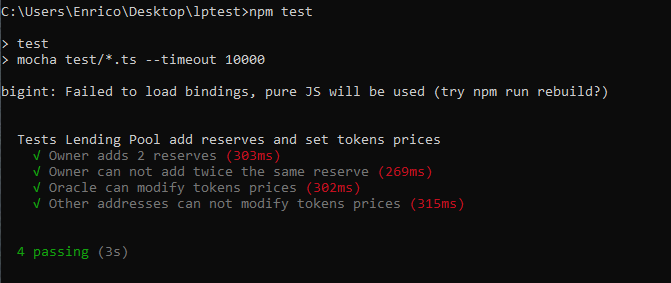 C:\Users\Enrico\Desktop\lptest>npm test
> test
> mocha test/*.ts --timeout 10000
bigint: Failed to load bindings, pure JS will be used (try npm run rebuild?)
Tests Lending Pool add reserves and set tokens prices
√ Owner adds 2 reserves (303ms)
√ Owner can not add twice the same reserve (269ms)
√ Oracle can modify tokens prices (302ms)
√ Other addresses can not modify tokens prices (315ms)
4 passing (3s)